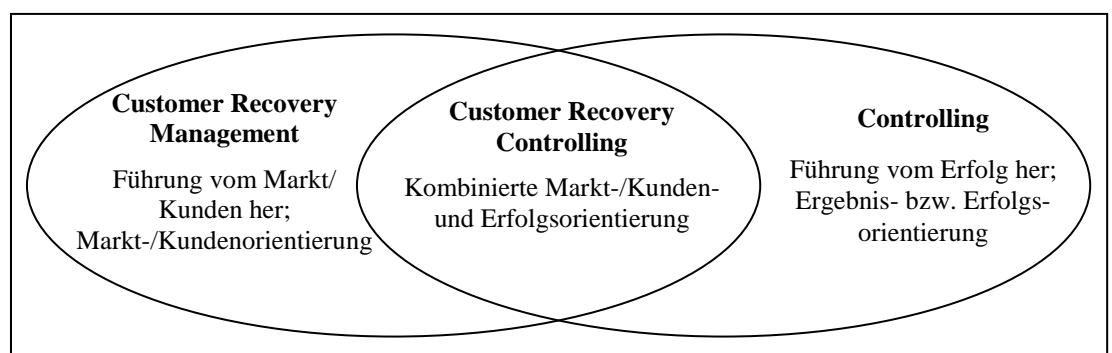 Customer Recovery
Management
Führung vom Markt/
Kunden her;
Markt-/Kundenorientierung
Customer Recovery
Controlling
Kombinierte Markt-/Kunden-
und Erfolgsorientierung
Controlling
Führung vom Erfolg her;
Ergebnis- bzw. Erfolgs-
orientierung